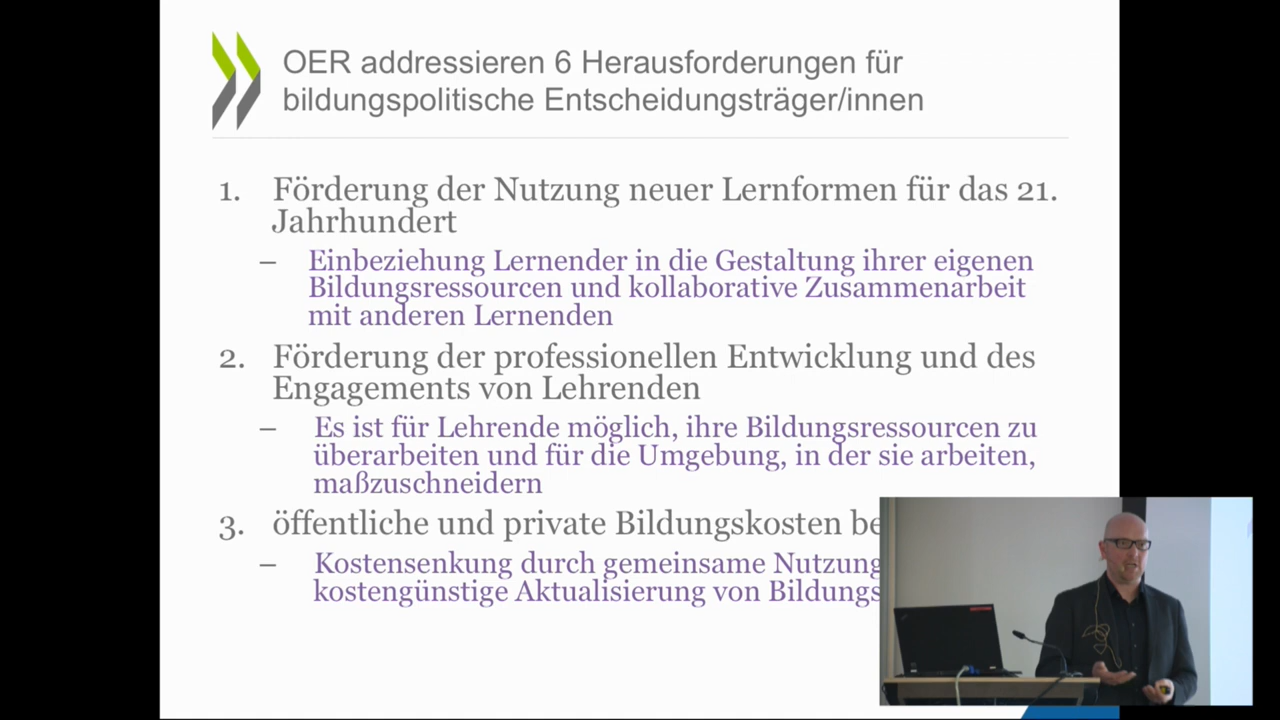 OER addressieren 6 Herausforderungen für
bildungspolitische Entscheidungsträger/innen
1. Förderung der Nutzung neuer Lernformen für das 21.
Jahrhundert
– Einbeziehung Lernender in die Gestaltung ihrer eigenen
Bildungsressourcen und kollaborative Zusammenarbeit
mit anderen Lernenden
2. Förderung der professionellen Entwicklung und des
Engagements von Lehrenden
– Es ist für Lehrende möglich, ihre Bildungsressourcen zu
überarbeiten und für die Umgebung, in der sie arbeiten,
maßzuschneidern
3. öffentliche und private Bildungskosten
– Kostensenkung durch gemeinsame Nutzung
kostengünstige Aktualisierung von